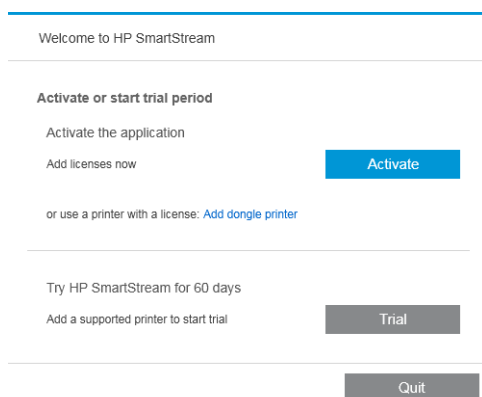 Welcome to HP SmartStream
Activate or start trial period
Activate the application
Add licenses now
Activate
or use a printer with a license: Add dongle printer
Try HP SmartStream for 60 days
Add a supported printer to start trial
Trial
Quit